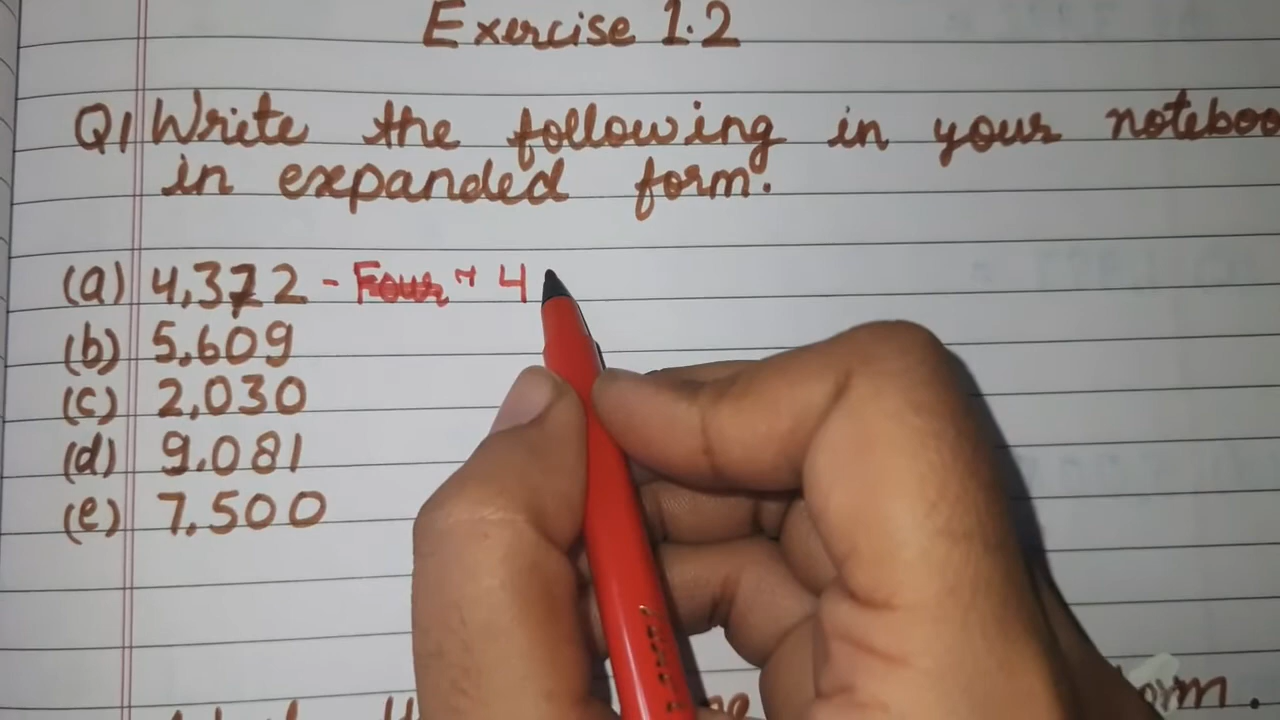 Exercise 1.2
Q1 Write the following in your noteboo
in expanded form.
(a) 4,372 - Four 4
(b) 5,609
(c) 2,030
(d) 9,081
(e) 7,500